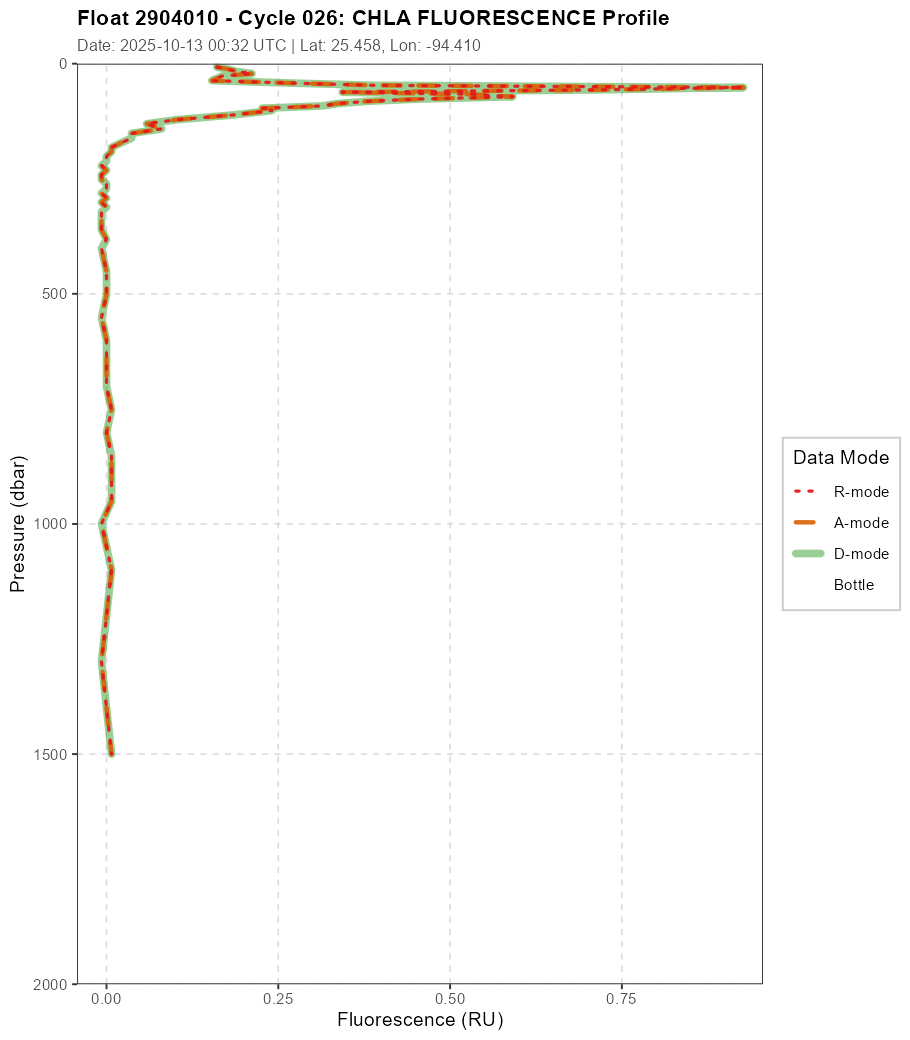 Float 2904010 - Cycle 026: CHLA FLUORESCENCE Profile
Date: 2025-10-13 00:32 UTC | Lat: 25.458, Lon: -94.410
0
500
1000
1500
2000
Pressure (dbar)
0.00
0.25
0.50
0.75
Fluorescence (RU)
Data Mode
R-mode
A-mode
D-mode
Bottle